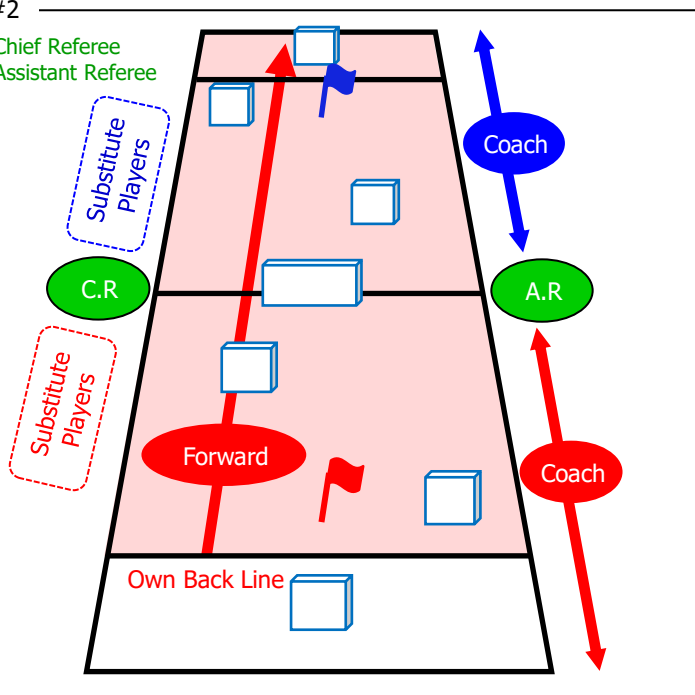 #2
Chief Referee
Assistant Referee
Substitute
Players
Coach
C.R
A.R
Substitute
Players
Forward
Coach
Own Back Line